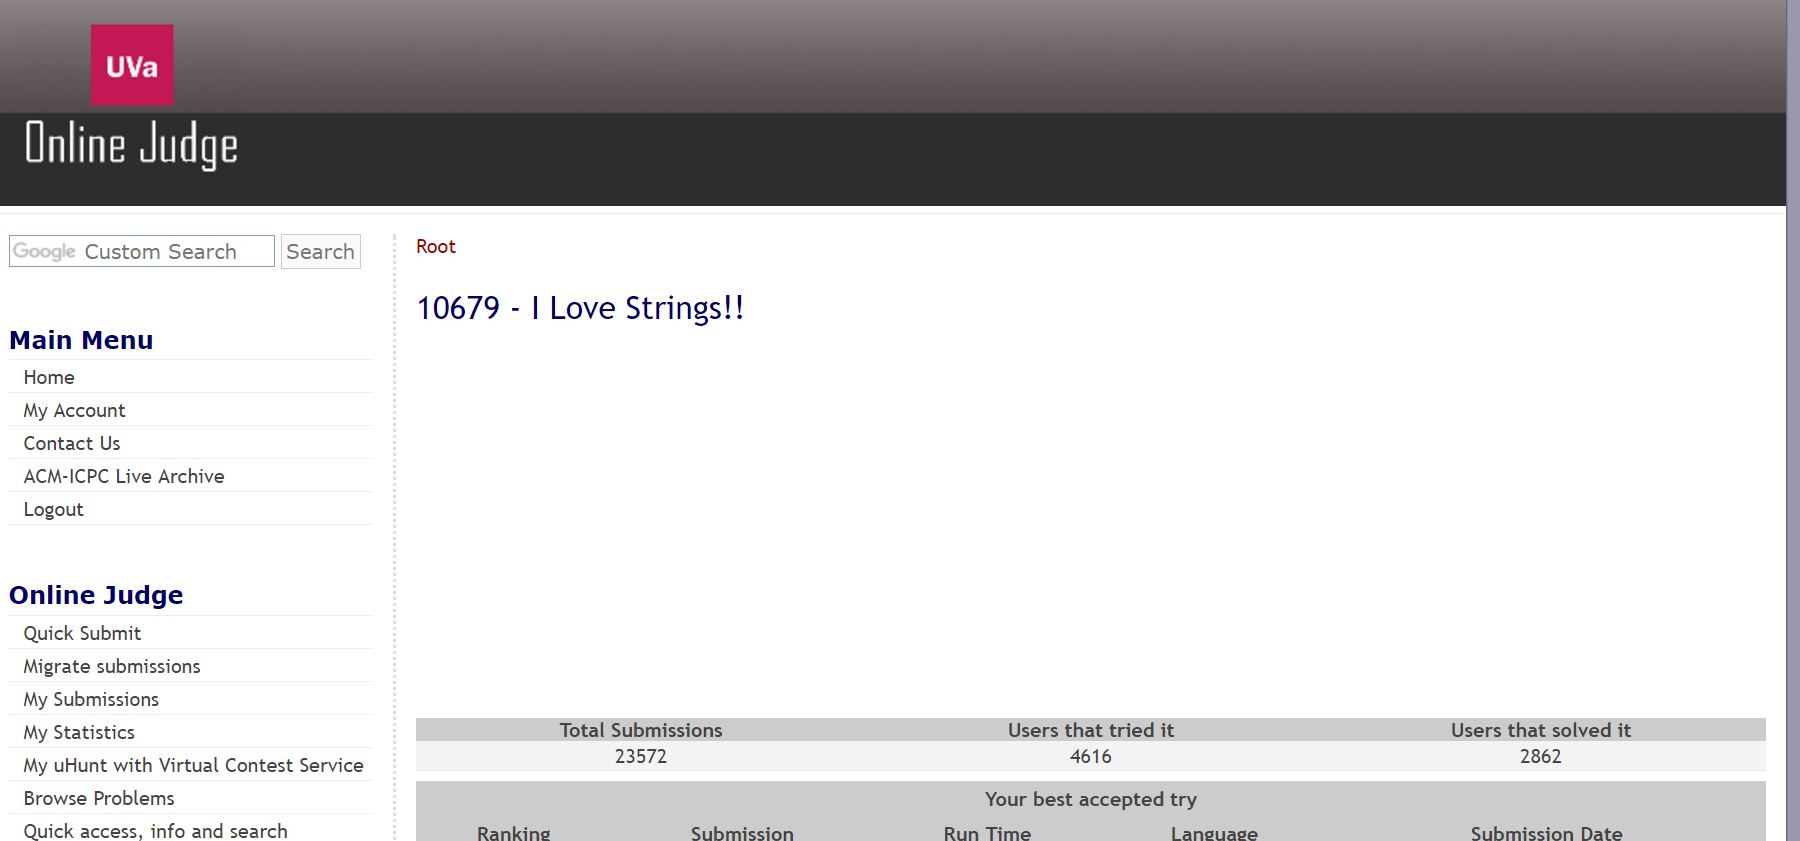 UVa
Online Judge
Google Custom Search Search
Main Menu
Home
My Account
Contact Us
ACM-ICPC Live Archive
Logout
Online Judge
Quick Submit
Migrate submissions
My Submissions
My Statistics
My uHunt with Virtual Contest Service
Browse Problems
Quick access, info and search
Root
10679 - I Love Strings!!
Total Submissions Users that tried it Users that solved it
23572 4616 2862
Your best accepted try
Ranking Submission Run Time Language Submission Date